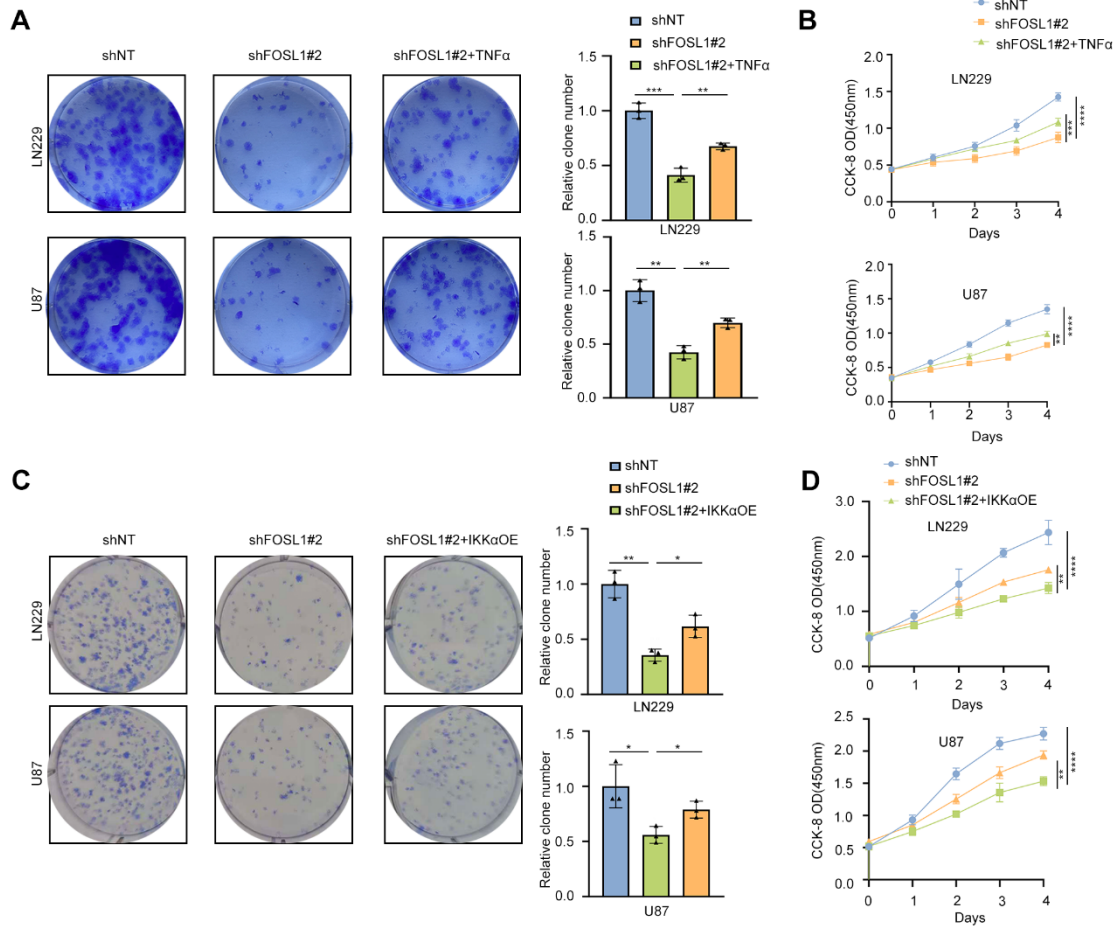 A
shNT
shFOSL1#2
shFOSL1#2+TNFα
LN229
U87
shNT
shFOSL1#2
shFOSL1#2+TNFα
Relative clone number
1.5
1.0
0.5
0.0
***
**
LN229
Relative clone number
1.5
1.0
0.5
0.0
**
**
U87
B
shNT
shFOSL1#2
shFOSL1#2+TNFα
LN229
CCK-8 OD(450nm)
2.0
1.5
1.0
0.5
0.0
0 1 2 3 4
Days
***
****
U87
CCK-8 OD(450nm)
2.0
1.5
1.0
0.5
0.0
0 1 2 3 4
Days
**
****
C
shNT
shFOSL1#2
shFOSL1#2+IKKαOE
LN229
U87
shNT
shFOSL1#2
shFOSL1#2+IKKαOE
Relative clone number
1.5
1.0
0.5
0.0
**
*
LN229
Relative clone number
1.5
1.0
0.5
0.0
*
*
U87
D
shNT
shFOSL1#2
shFOSL1#2+IKKαOE
LN229
CCK-8 OD(450nm)
3.0
2.0
1.0
0.0
0 1 2 3 4
Days
**
****
U87
CCK-8 OD(450nm)
2.5
2.0
1.5
1.0
0.5
0.0
0 1 2 3 4
Days
**
****